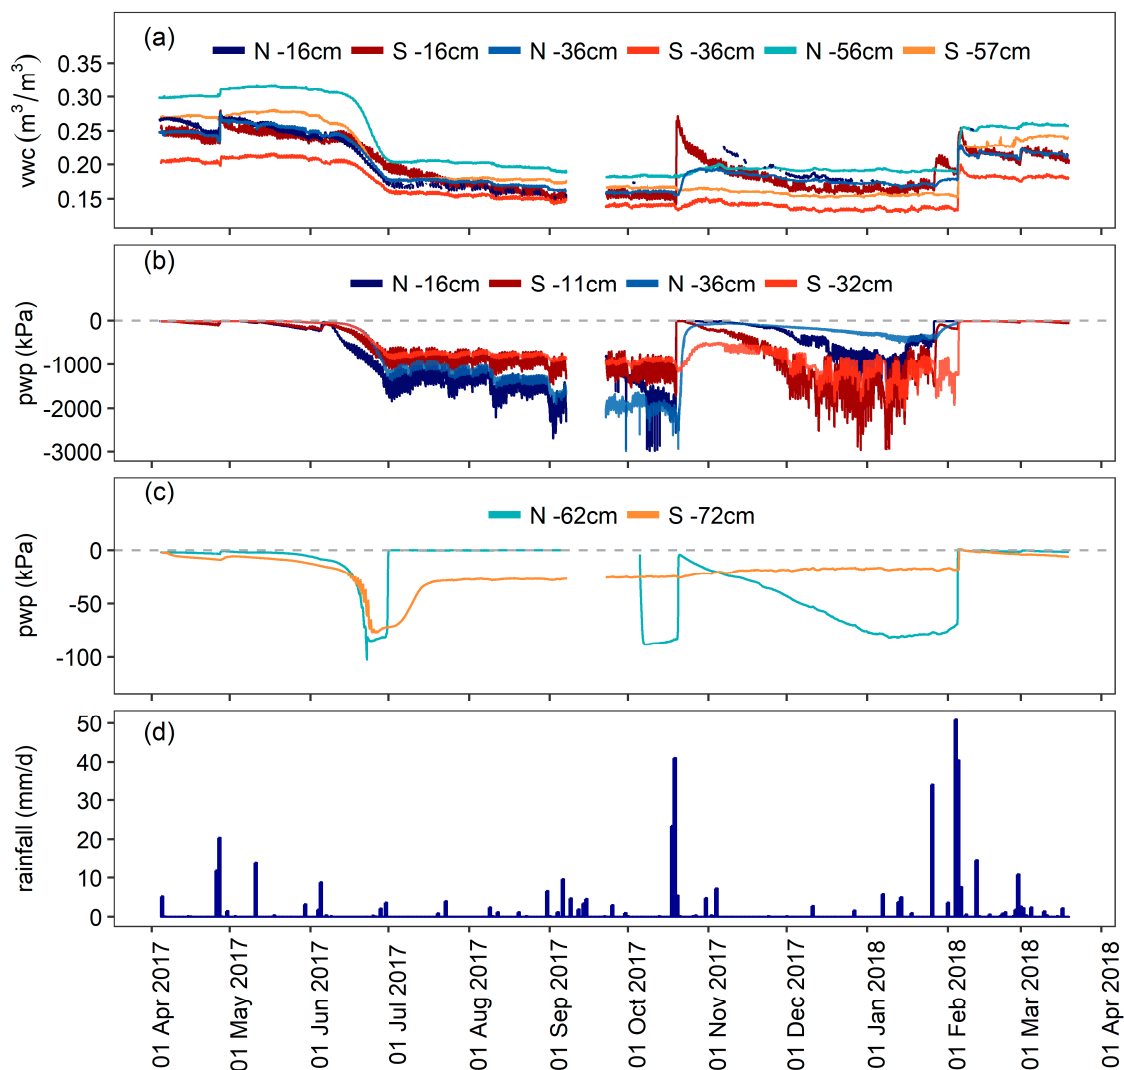 (a)
N -16cm S -16cm N -36cm S -36cm N -56cm S -57cm
vwc (m³/m³)
0.35
0.30
0.25
0.20
0.15
(b)
N -16cm S -11cm N -36cm S -32cm
pwp (kPa)
0
-1000
-2000
-3000
(c)
N -62cm S -72cm
pwp (kPa)
0
-50
-100
(d)
rainfall (mm/d)
50
40
30
20
10
0
01 Apr 2017
01 May 2017
01 Jun 2017
01 Jul 2017
01 Aug 2017
01 Sep 2017
01 Oct 2017
01 Nov 2017
01 Dec 2017
01 Jan 2018
01 Feb 2018
01 Mar 2018
01 Apr 2018